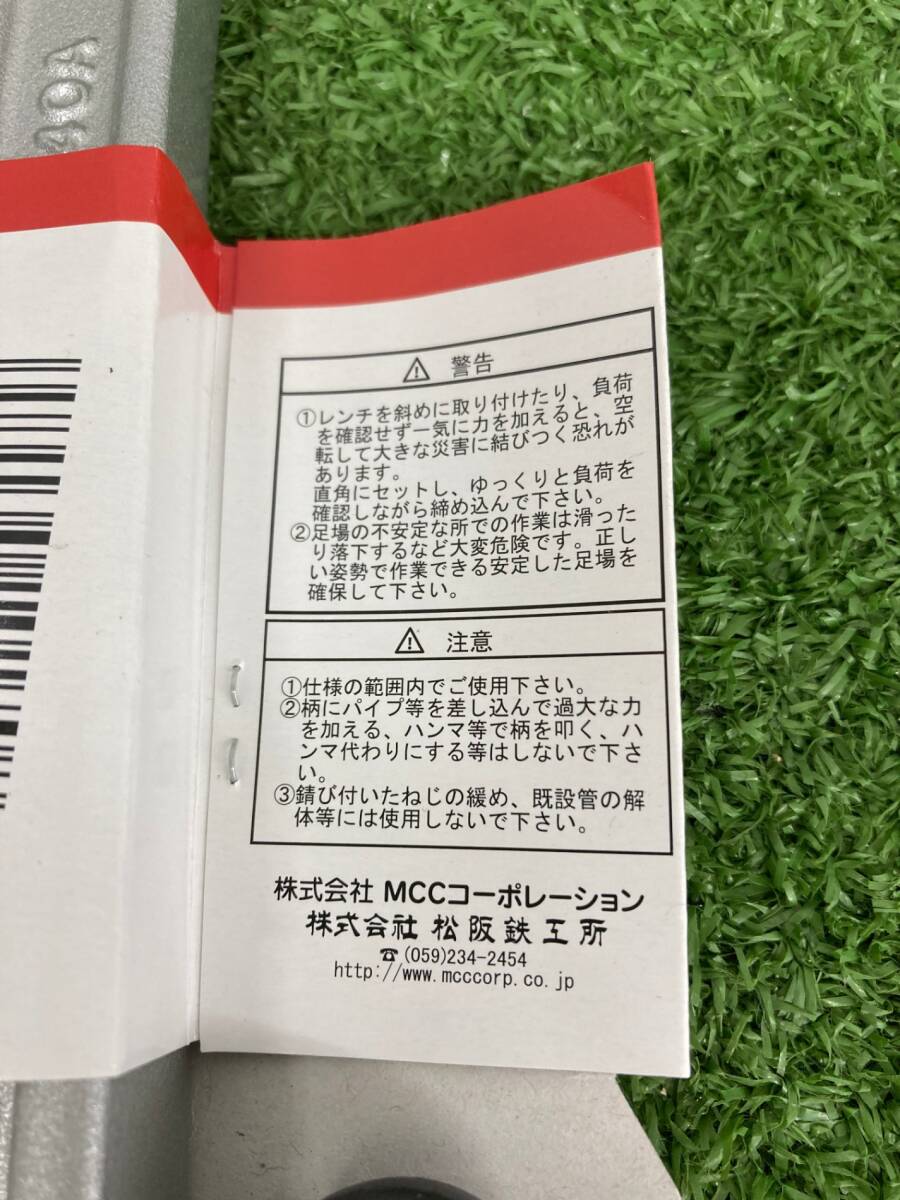 40A
⚠ 警告
①レンチを斜めに取り付けたり、負荷
を確認せず一気に力を加えると、空
転して大きな災害に結びつく恐れが
あります。
直角にセットし、ゆっくりと負荷を
確認しながら締め込んで下さい。
②足場の不安定な所での作業は滑った
り落下するなど大変危険です。正し
い姿勢で作業できる安定した足場を
確保して下さい。
⚠ 注意
①仕様の範囲内でご使用下さい。
②柄にパイプ等を差し込んで過大な力
を加える、ハンマ等で柄を叩く、ハ
ンマ代わりにする等はしないで下さ
い。
③錆び付いたねじの緩め、既設管の解
体等には使用しないで下さい。
株式会社 MCCコーポレーション
株式会社 松阪鉄工所
☎(059)234-2454
http://www.mcccorp.co.jp